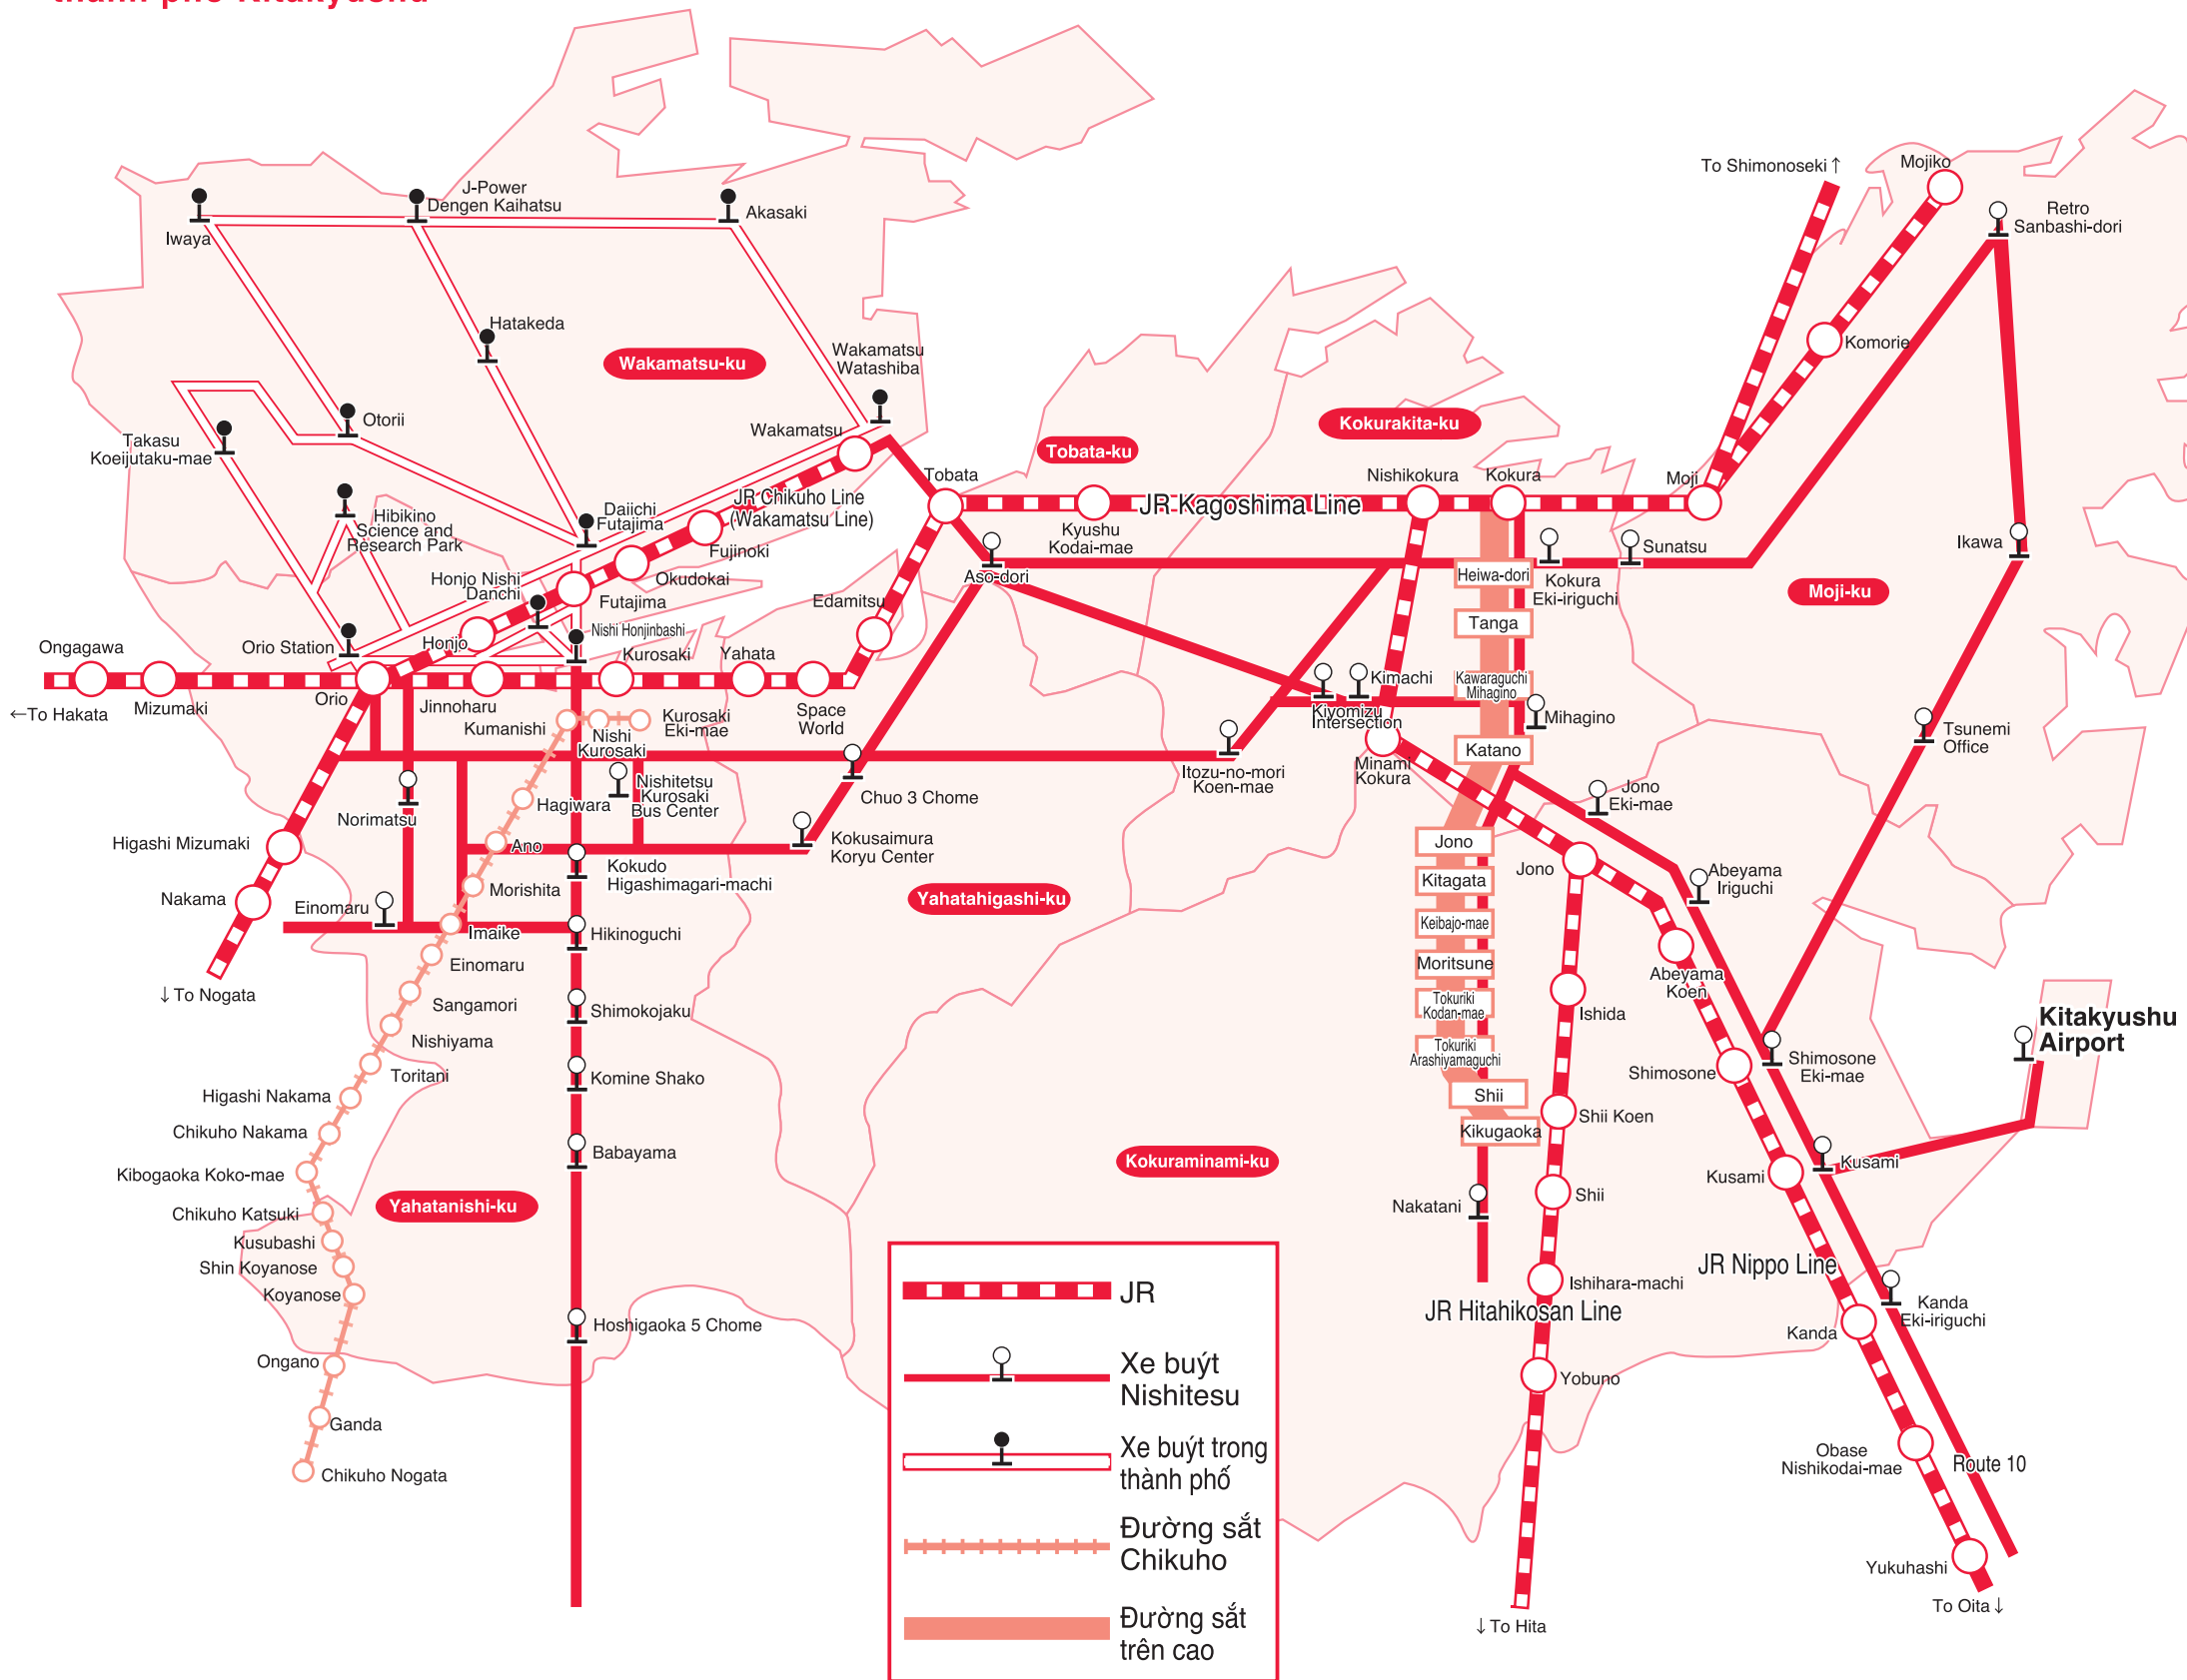 thành phố Kitakyushu
To Shimonoseki ↑
Mojiko
Retro
Sanbashi-dori
J-Power
Dengen Kaihatsu
Akasaki
Iwaya
Hatakeda
Wakamatsu-ku
Wakamatsu
Watashiba
Komorie
Otorii
Takasu
Koeijutaku-mae
Wakamatsu
Tobata-ku
Kokurakita-ku
Tobata
Nishikokura
Kokura
Moji
JR Chikuho Line
(Wakamatsu Line)
JR Kagoshima Line
Kyushu
Kodai-mae
Hibikino
Science and
Research Park
Daiichi
Futajima
Fujinoki
Okudokai
Honjo Nishi
Danchi
Futajima
Aso-dori
Heiwa-dori
Kokura
Eki-iriguchi
Sunatsu
Ikawa
Moji-ku
Edamitsu
Tanga
Nishi Honjinbashi
Orio Station
Honjo
Ongagawa
Mizumaki
←To Hakata
Orio
Jinnoharu
Kurosaki
Yahata
Space
World
Kimachi
Kiyomizu
Intersection
Kawaraguchi
Mihagino
Mihagino
Kumanishi
Nishi
Kurosaki
Kurosaki
Eki-mae
Katano
Minami
Kokura
Itozu-no-mori
Koen-mae
Tsunemi
Office
Norimatsu
Hagiwara
Nishitetsu
Kurosaki
Bus Center
Chuo 3 Chome
Jono
Eki-mae
Higashi Mizumaki
Ano
Kokusaimura
Koryu Center
Jono
Jono
Kokudo
Higashimagari-machi
Morishita
Kitagata
Abeyama
Iriguchi
Nakama
Einomaru
Yahatahigashi-ku
Keibajo-mae
Imaike
Hikinoguchi
Einomaru
Moritsune
Abeyama
Koen
↓To Nogata
Sangamori
Shimokojaku
Tokuriki
Kodan-mae
Ishida
Kitakyushu
Airport
Nishiyama
Tokuriki
Arashiyamaguchi
Shimosone
Eki-mae
Toritani
Komine Shako
Shimosone
Higashi Nakama
Shii
Shii Koen
Chikuho Nakama
Kikugaoka
Babayama
Kokuraminami-ku
Kusami
Kusami
Kibogaoka Koko-mae
Yahatanishi-ku
Nakatani
Shii
Chikuho Katsuki
Kusubashi
Shin Koyanose
JR Nippo Line
Koyanose
Ishihara-machi
JR Hitahikosan Line
Kanda
Eki-iriguchi
Hoshigaoka 5 Chome
Kanda
Ongano
Yobuno
Ganda
Chikuho Nogata
Obase
Nishikodai-mae
Route 10
Yukuhashi
To Oita ↓
↓To Hita
JR
Xe buýt
Nishitesu
Xe buýt trong
thành phố
Đường sắt
Chikuho
Đường sắt
trên cao